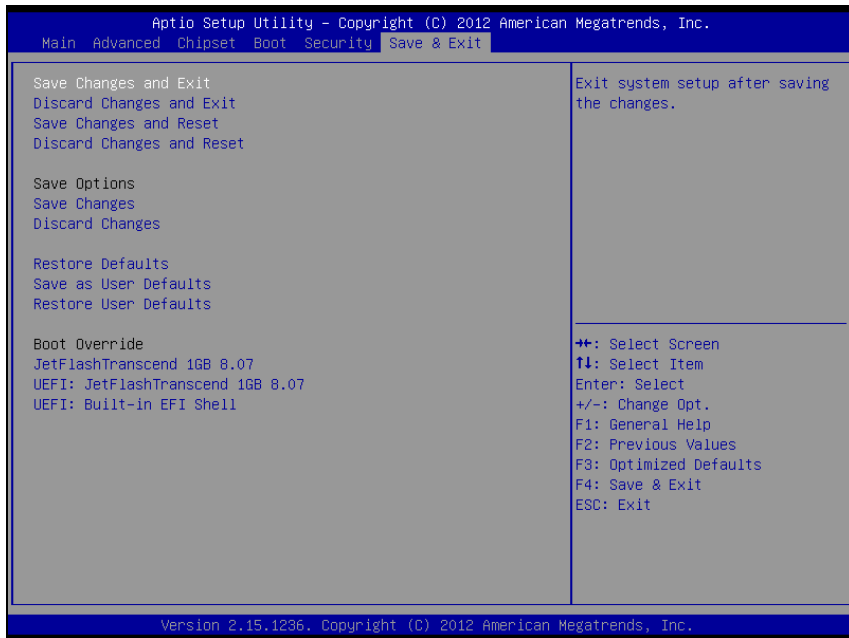 Aptio Setup Utility – Copyright (C) 2012 American Megatrends, Inc.
Main Advanced Chipset Boot Security Save & Exit
Save Changes and Exit
Discard Changes and Exit
Save Changes and Reset
Discard Changes and Reset
Save Options
Save Changes
Discard Changes
Restore Defaults
Save as User Defaults
Restore User Defaults
Boot Override
JetFlashTranscend 1GB 8.07
UEFI: JetFlashTranscend 1GB 8.07
UEFI: Built-in EFI Shell
Exit system setup after saving
the changes.
→←: Select Screen
↑↓: Select Item
Enter: Select
+/-: Change Opt.
F1: General Help
F2: Previous Values
F3: Optimized Defaults
F4: Save & Exit
ESC: Exit
Version 2.15.1236. Copyright (C) 2012 American Megatrends, Inc.